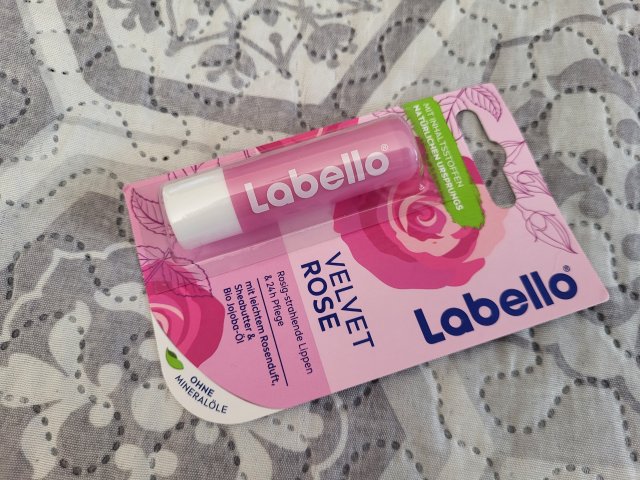 MIT INHALTSSTOFFEN
NATÜRLICHEN URSPRUNGS
Labello®
VELVET
ROSE
Labello®
Rosig-strahlende Lippen
& 24h Pflege
mit leichtem Rosenduft,
Sheabutter &
Bio Jojoba-Öl
OHNE
MINERALÖLE